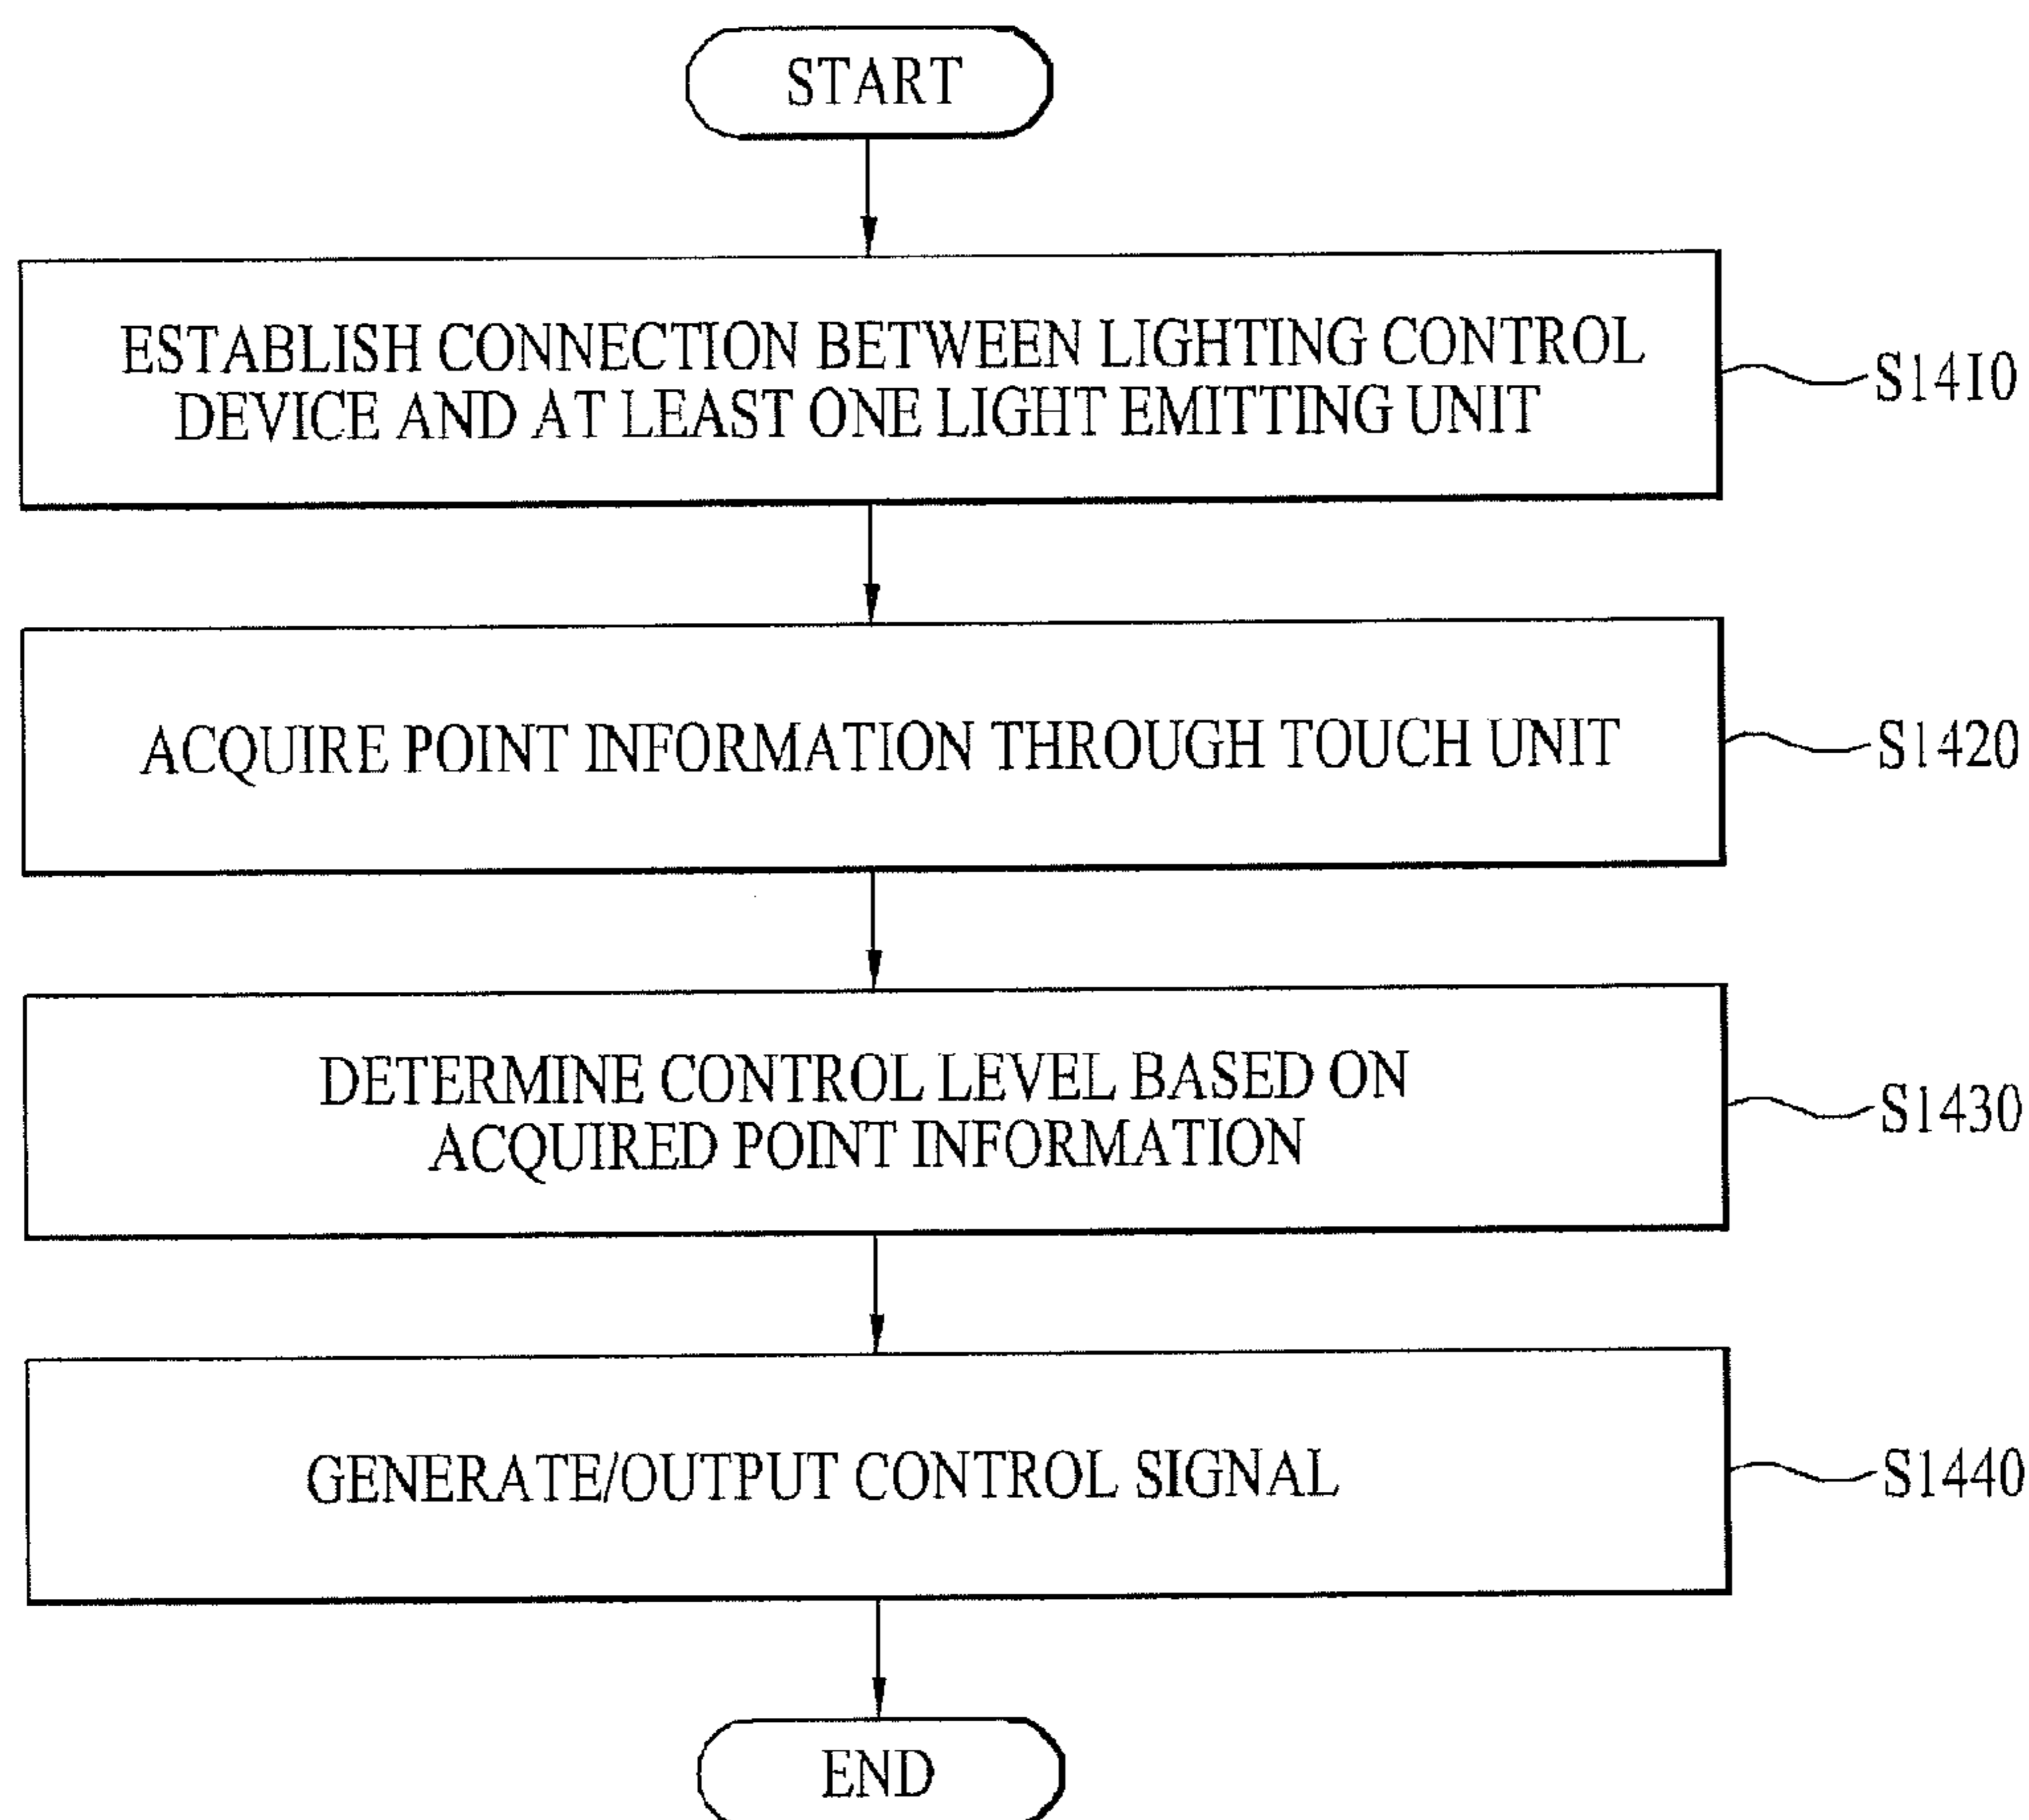 START
ESTABLISH CONNECTION BETWEEN LIGHTING CONTROL
DEVICE AND AT LEAST ONE LIGHT EMITTING UNIT
S1410
ACQUIRE POINT INFORMATION THROUGH TOUCH UNIT
S1420
DETERMINE CONTROL LEVEL BASED ON
ACQUIRED POINT INFORMATION
S1430
GENERATE/OUTPUT CONTROL SIGNAL
S1440
END